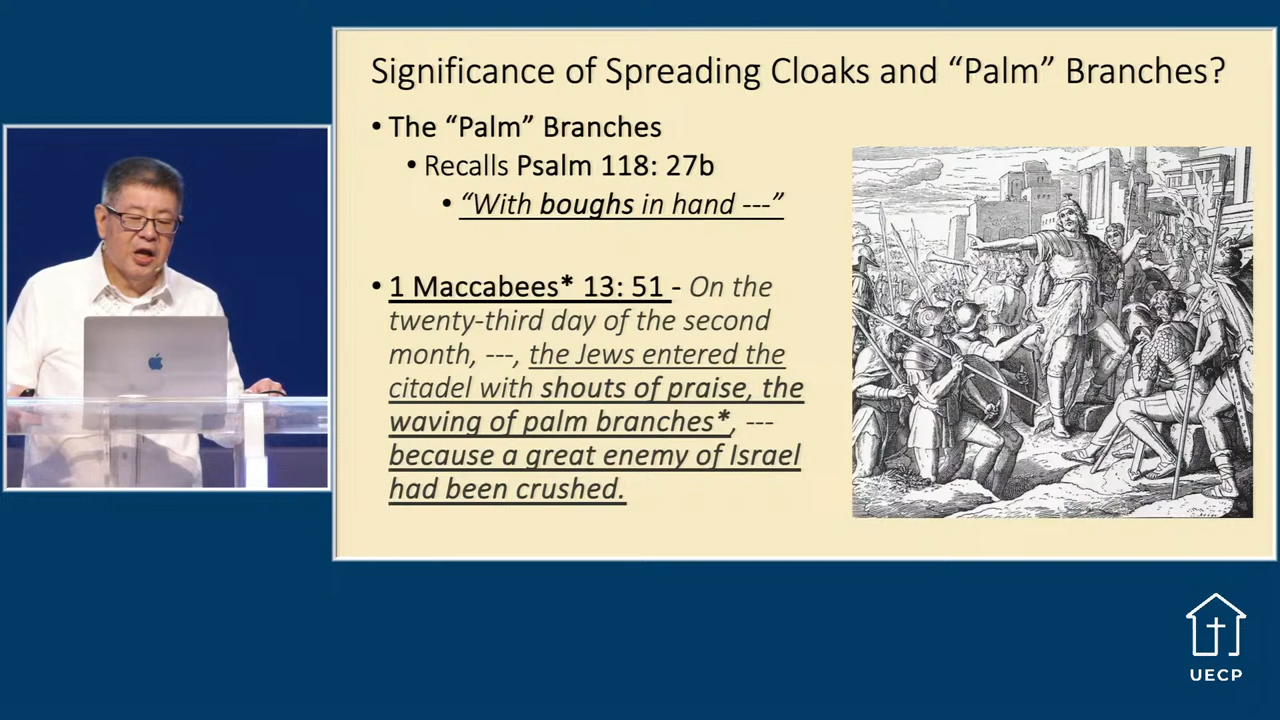 Significance of Spreading Cloaks and “Palm” Branches?
• The “Palm” Branches
• Recalls Psalm 118: 27b
• “With boughs in hand ---”
• 1 Maccabees* 13: 51 - On the
twenty-third day of the second
month, ---, the Jews entered the
citadel with shouts of praise, the
waving of palm branches*, ---
because a great enemy of Israel
had been crushed.
UECP